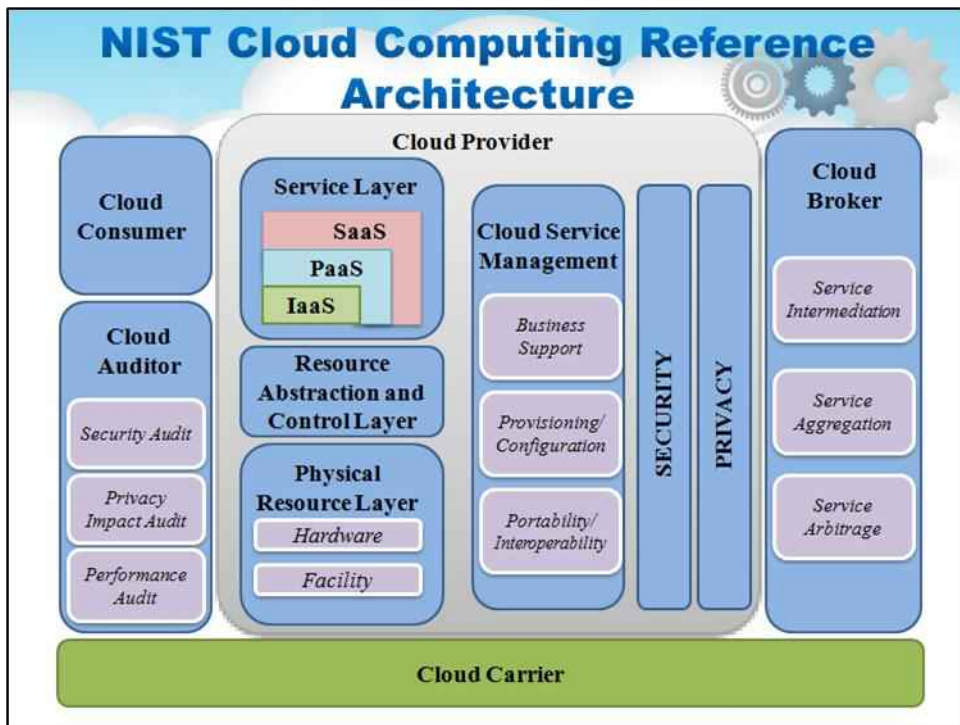 NIST Cloud Computing Reference
Architecture
Cloud
Consumer
Cloud
Auditor
Security Audit
Privacy
Impact Audit
Performance
Audit
Cloud Provider
Service Layer
SaaS
PaaS
IaaS
Resource
Abstraction and
Control Layer
Physical
Resource Layer
Hardware
Facility
Cloud Service
Management
Business
Support
Provisioning/
Configuration
Portability/
Interoperability
SECURITY
PRIVACY
Cloud
Broker
Service
Intermediation
Service
Aggregation
Service
Arbitrage
Cloud Carrier